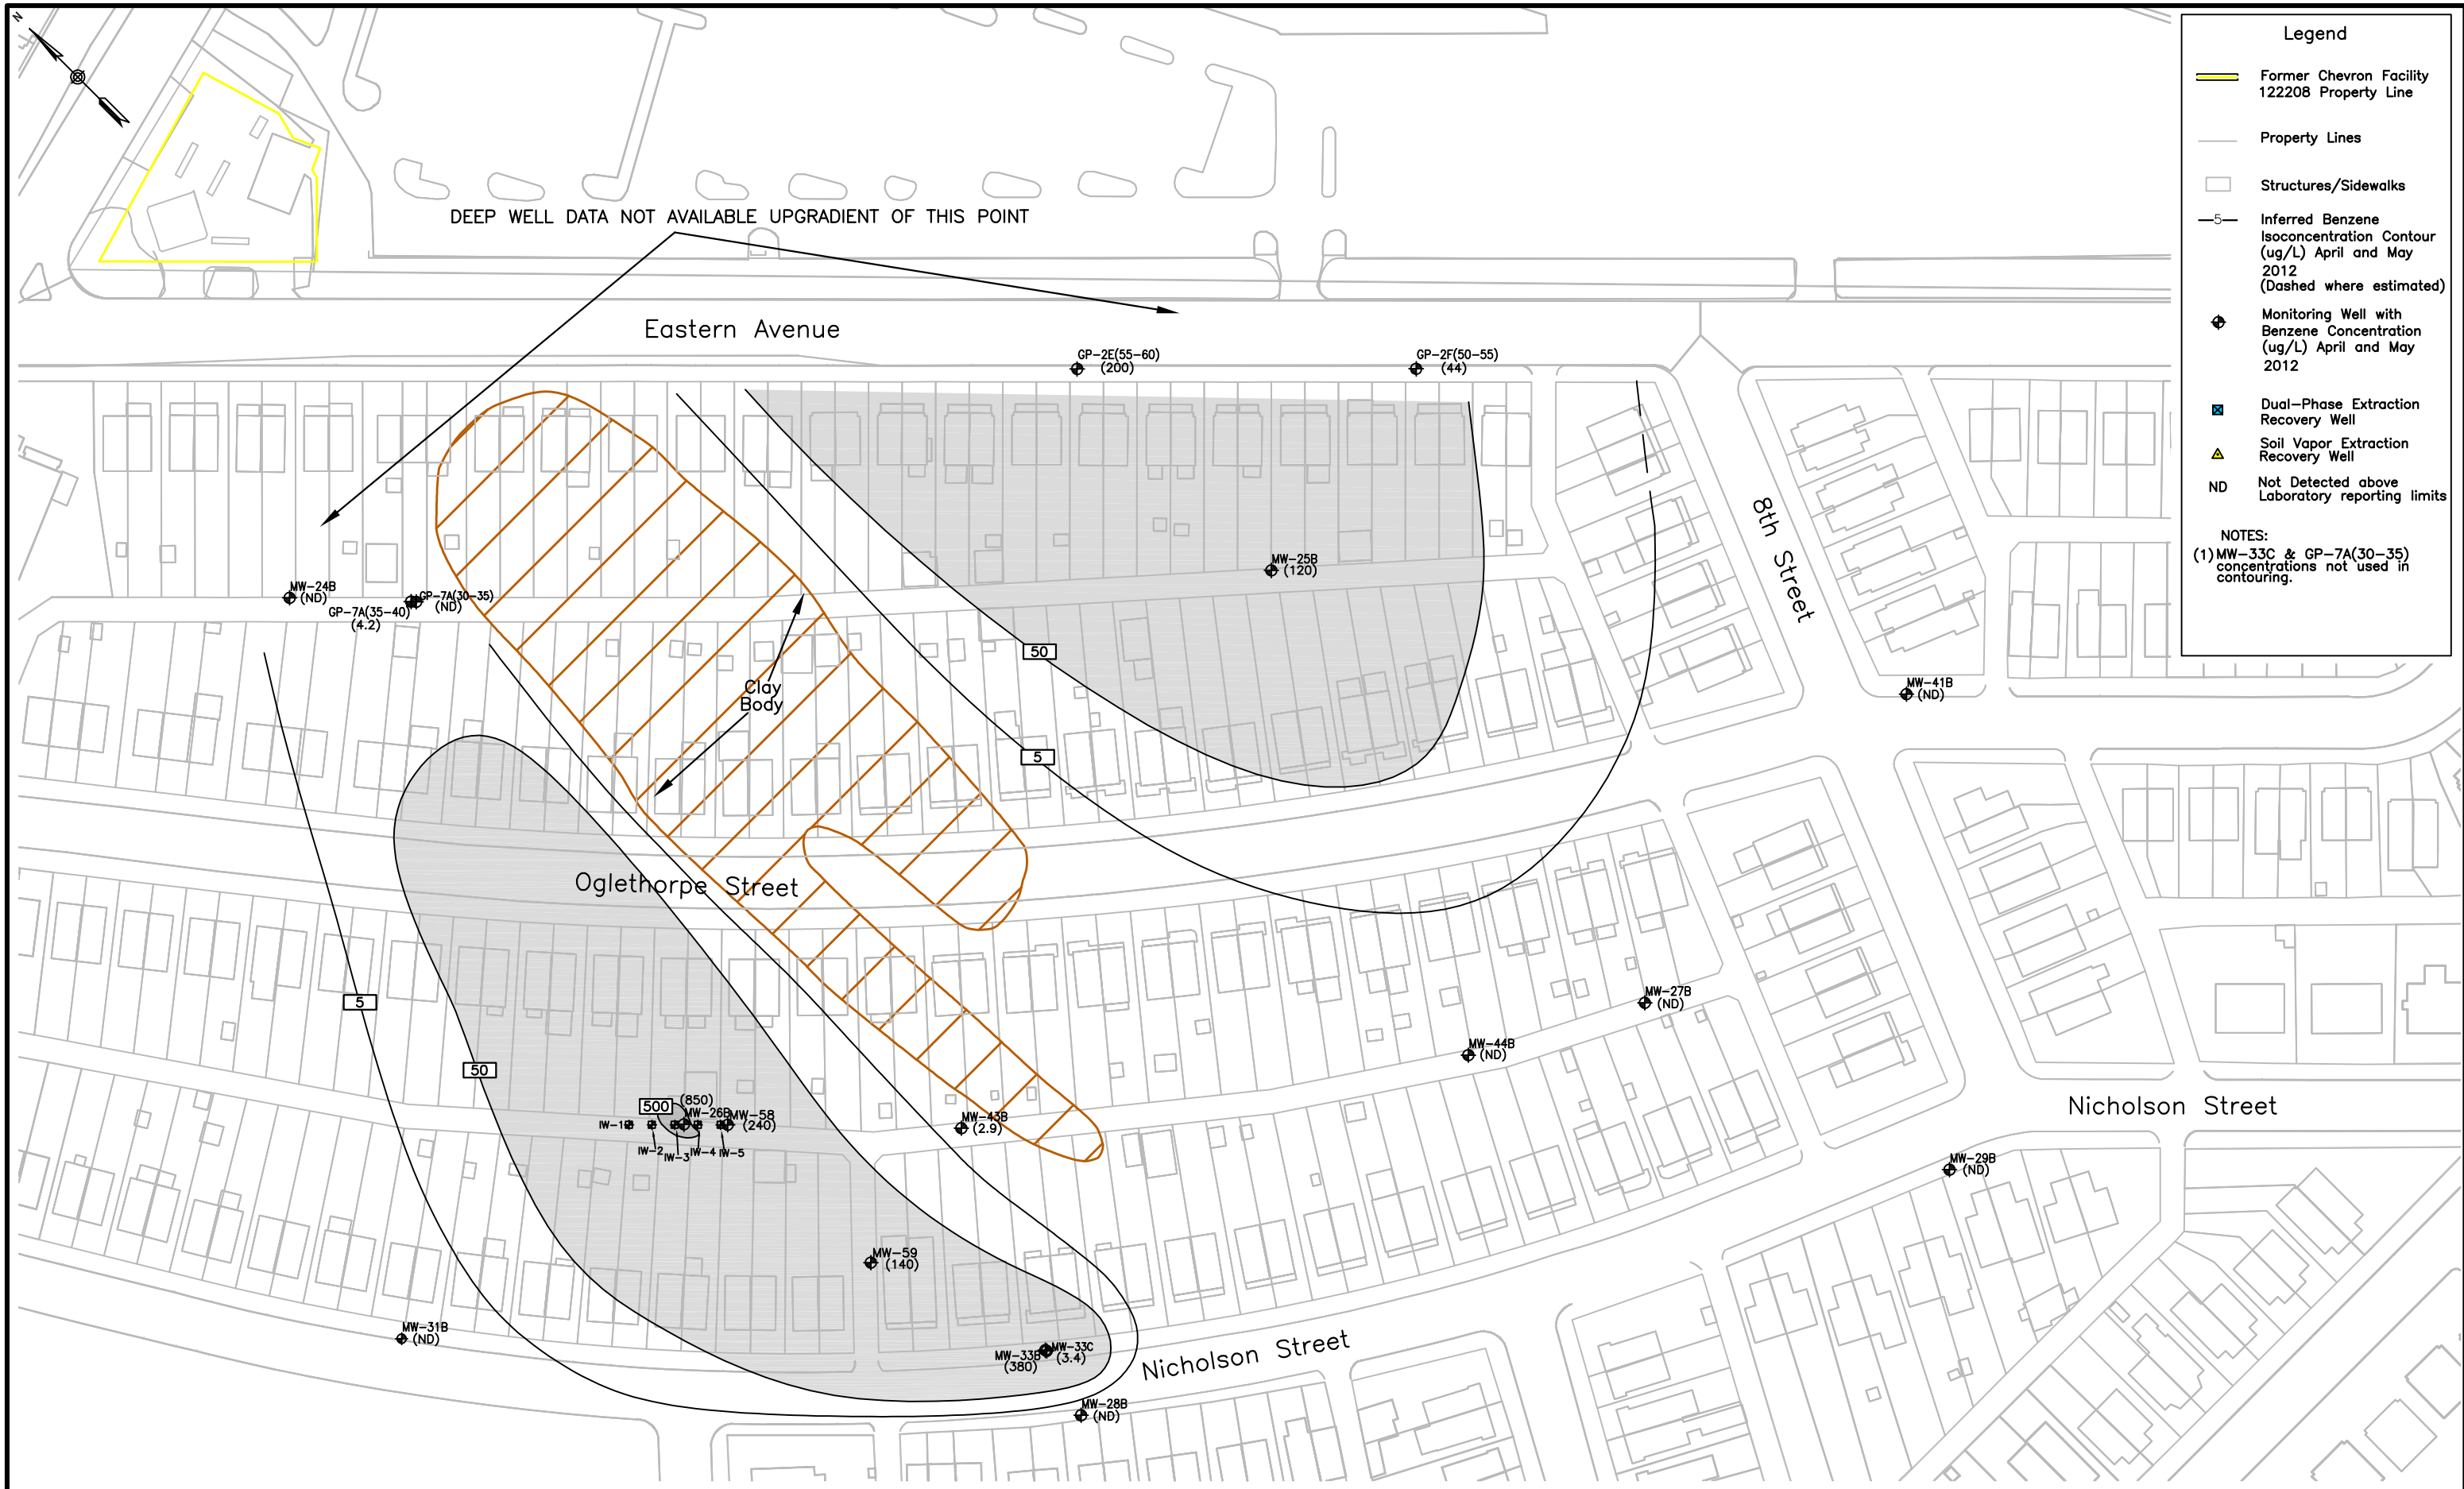 N
DEEP WELL DATA NOT AVAILABLE UPGRADIENT OF THIS POINT
Eastern Avenue
GP-2E(55-60)
(200)
GP-2F(50-55)
(44)
8th Street
MW-25B
(120)
MW-24B
(ND)
GP-7A(30-35)
(ND)
GP-7A(35-40)
(4.2)
50
Clay
Body
MW-41B
(ND)
5
Oglethorpe Street
5
MW-27B
(ND)
MW-44B
(ND)
50
500
(850)
MW-26B
MW-58
(240)
IW-1
IW-2
IW-3
IW-4
IW-5
MW-43B
(2.9)
Nicholson Street
MW-29B
(ND)
MW-59
(140)
MW-31B
(ND)
MW-33B
(380)
MW-33C
(3.4)
Nicholson Street
MW-28B
(ND)
Legend
Former Chevron Facility
122208 Property Line
Property Lines
Structures/Sidewalks
5
Inferred Benzene
Isoconcentration Contour
(ug/L) April and May
2012
(Dashed where estimated)
Monitoring Well with
Benzene Concentration
(ug/L) April and May
2012
Dual-Phase Extraction
Recovery Well
Soil Vapor Extraction
Recovery Well
ND
Not Detected above
Laboratory reporting limits
NOTES:
(1) MW-33C & GP-7A(30-35)
concentrations not used in
contouring.